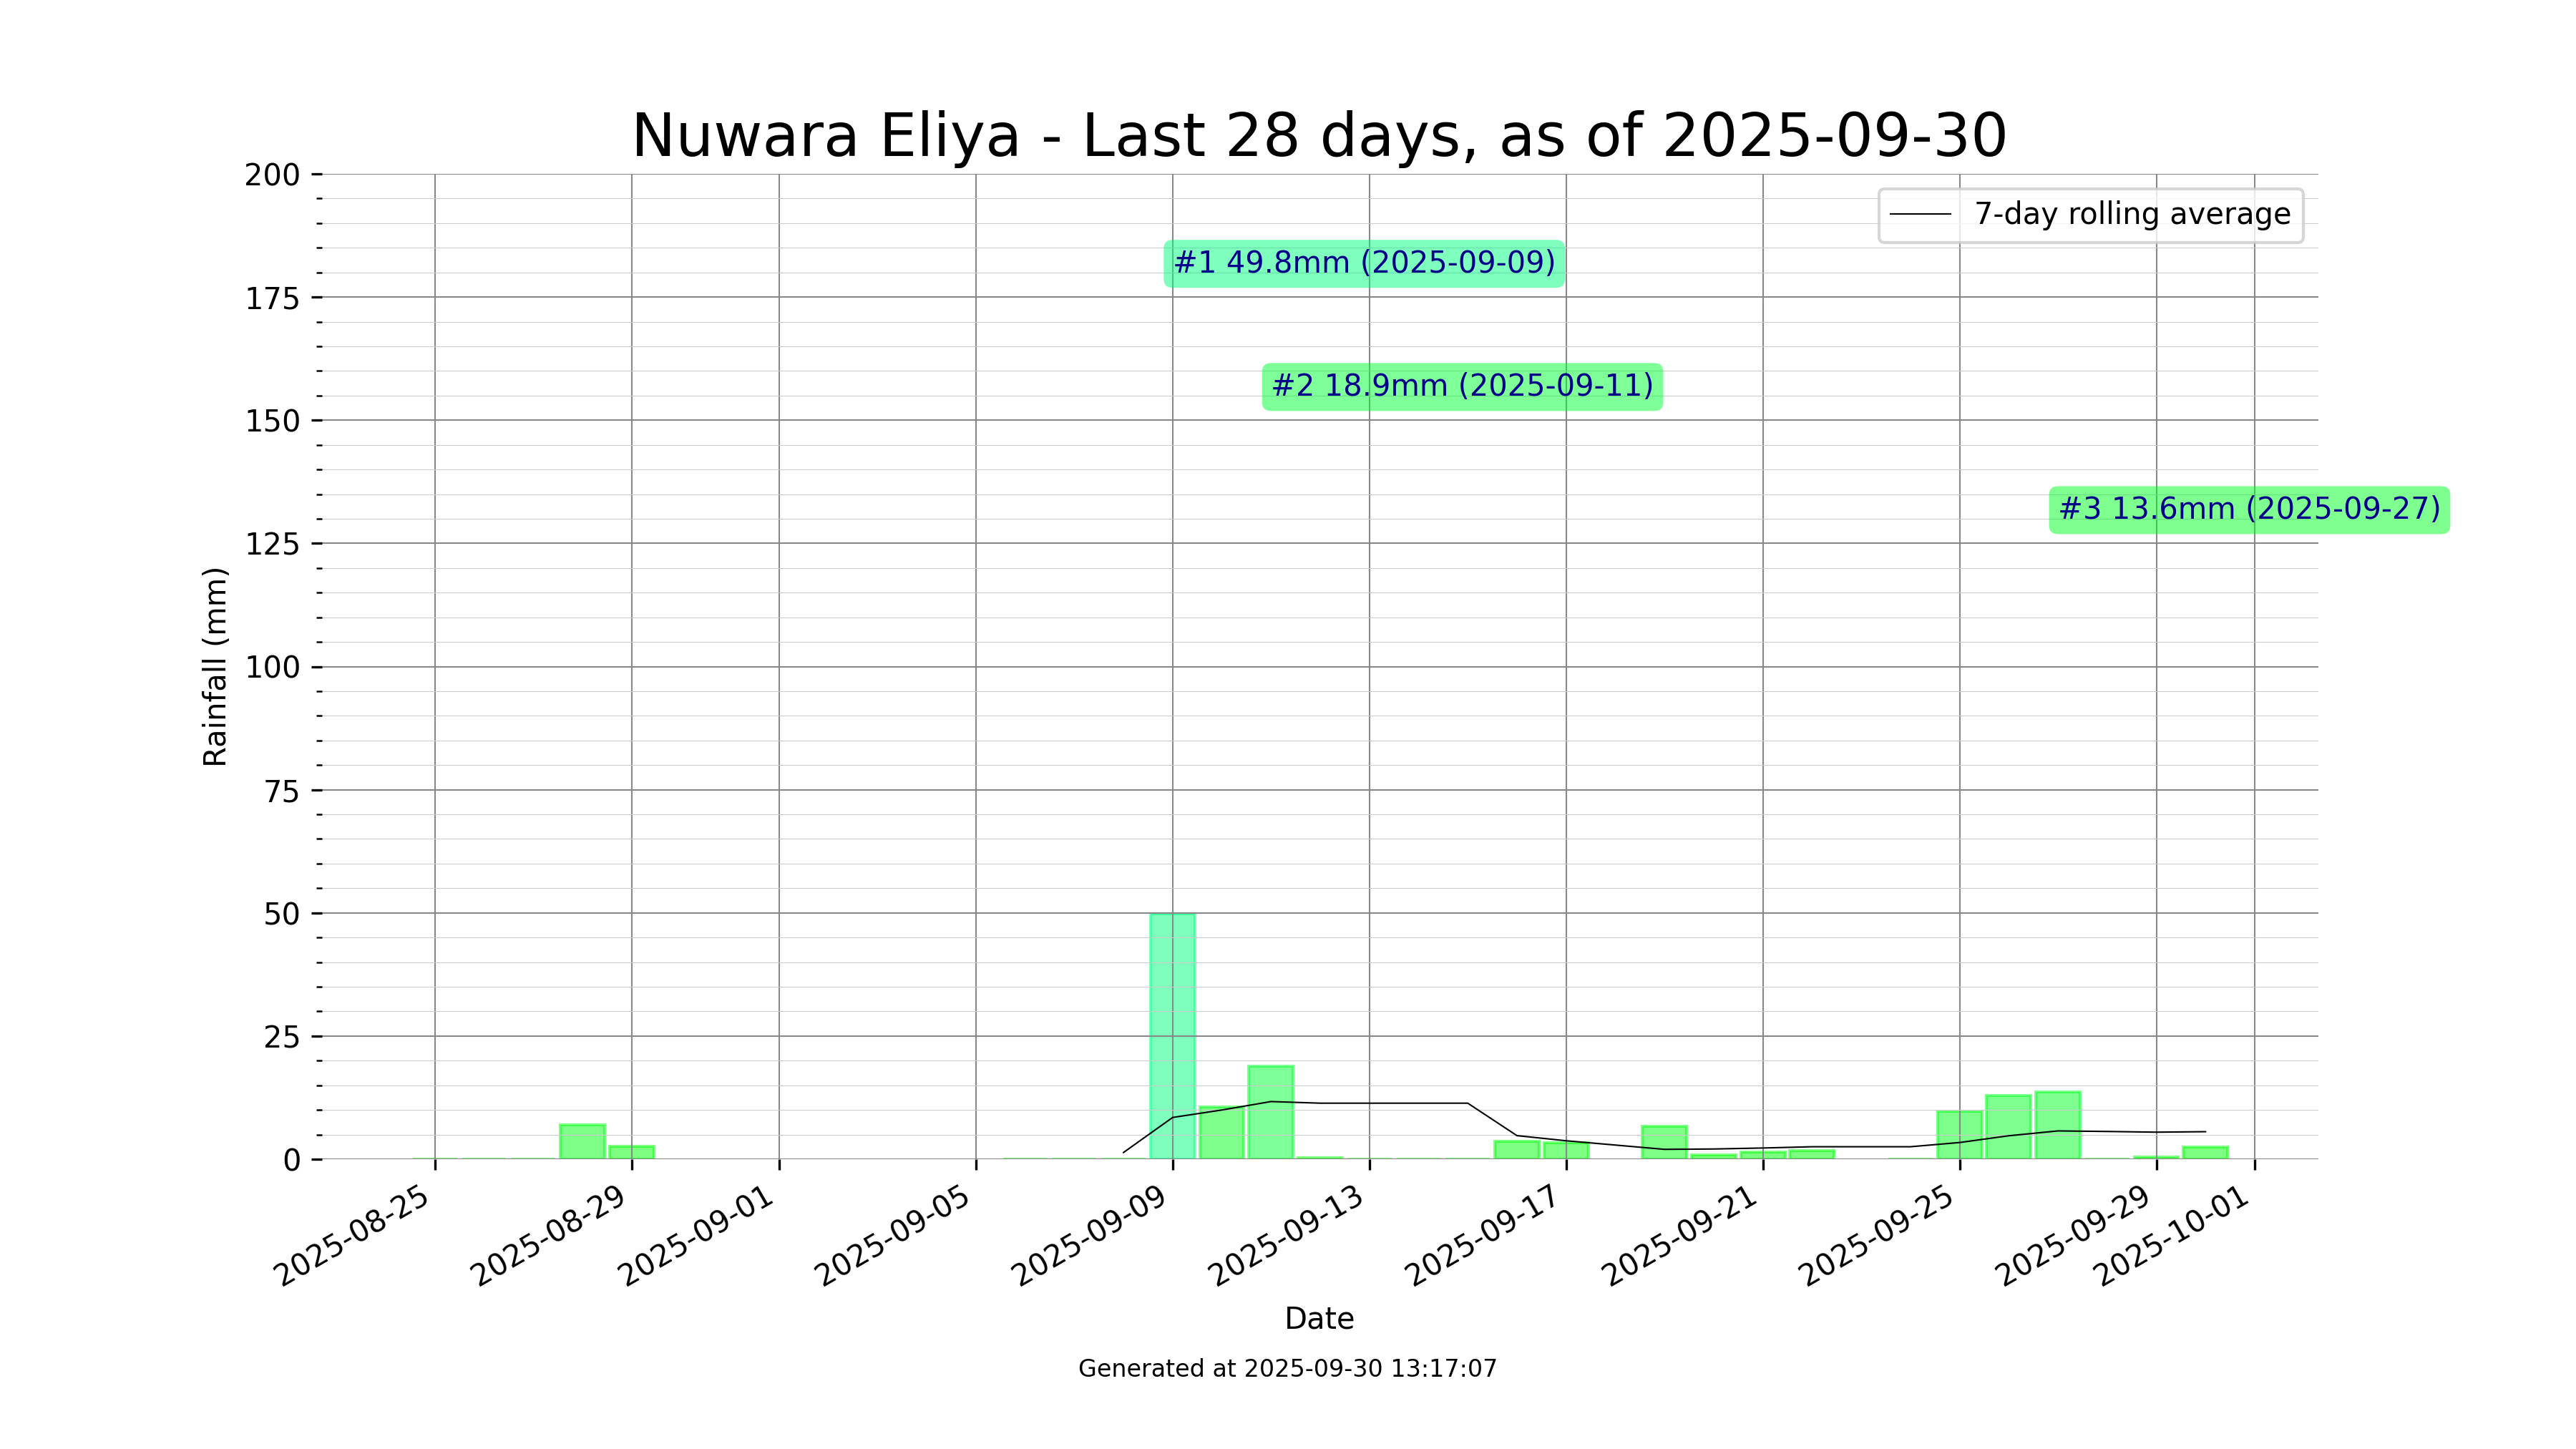 Nuwara Eliya - Last 28 days, as of 2025-09-30
7-day rolling average
#1 49.8mm (2025-09-09)
#2 18.9mm (2025-09-11)
#3 13.6mm (2025-09-27)
Rainfall (mm)
200
175
150
125
100
75
50
25
0
2025-08-25
2025-08-29
2025-09-01
2025-09-05
2025-09-09
2025-09-13
2025-09-17
2025-09-21
2025-09-25
2025-09-29
2025-10-01
Date
Generated at 2025-09-30 13:17:07